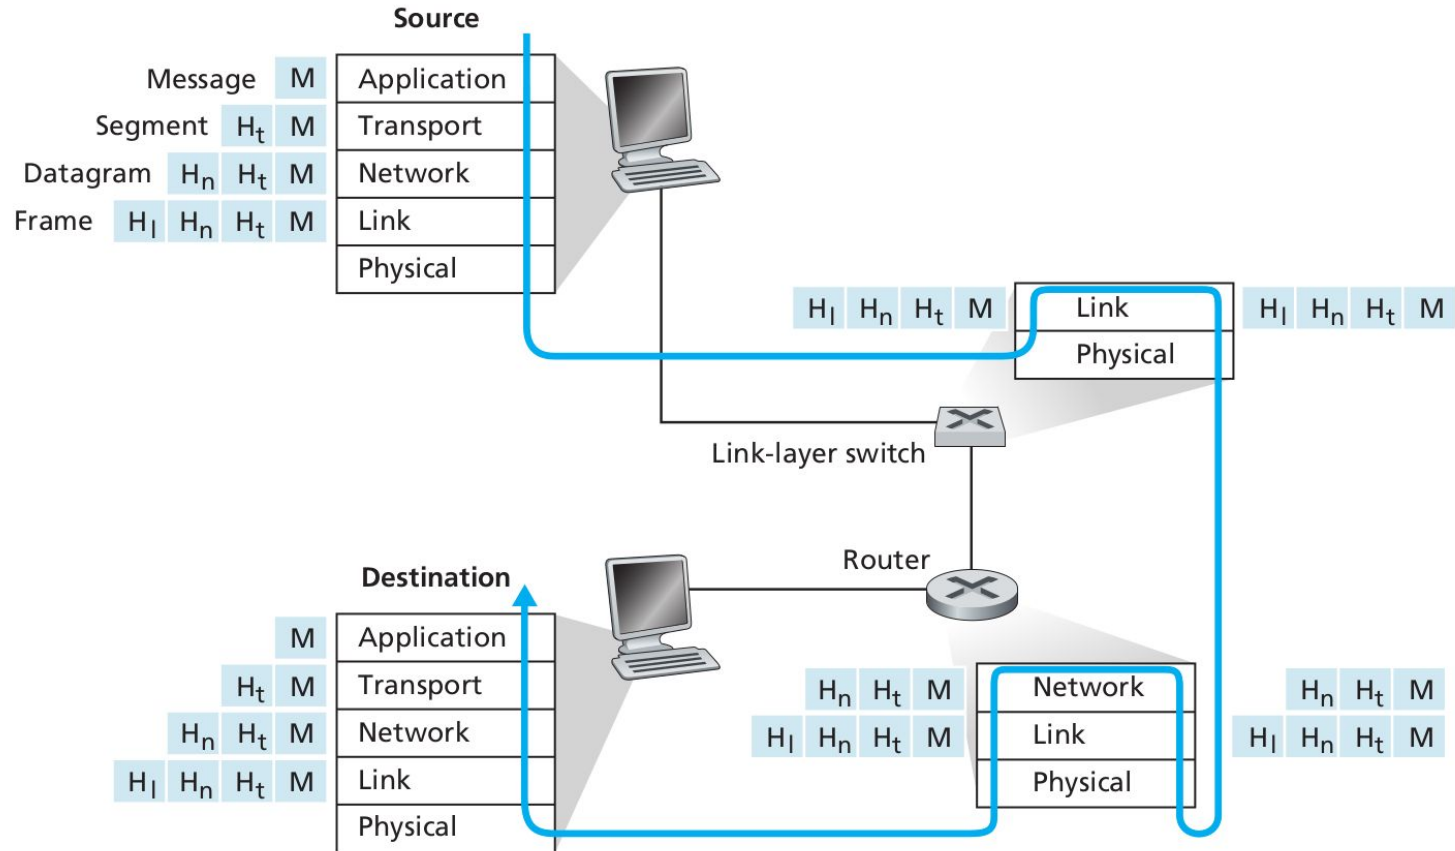 Source
Message M Application
Segment Ht M Transport
Datagram Hn Ht M Network
Frame Hl Hn Ht M Link
Physical
Hl Hn Ht M Link Hl Hn Ht M
Physical
Link-layer switch
Router
Destination
M Application
Ht M Transport
Hn Ht M Network
Hl Hn Ht M Link
Physical
Hn Ht M Network Hn Ht M
Hl Hn Ht M Link Hl Hn Ht M
Physical